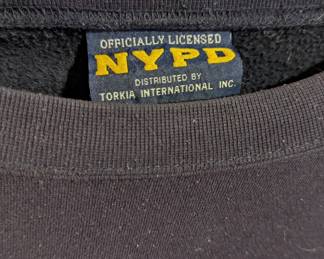 OFFICIALLY LICENSED
NYPD
DISTRIBUTED BY
TORKIA INTERNATIONAL INC.